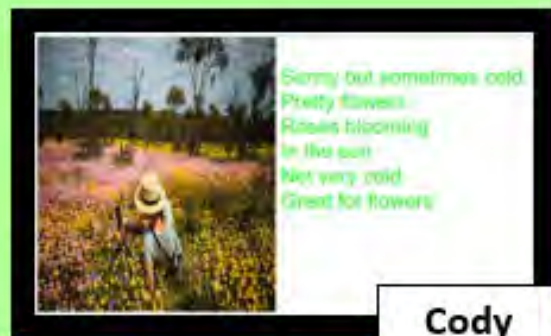 Sunny but sometimes cold
Pretty flowers
Roses blooming
In the sun
Not very cold
Great for flowers
Cody